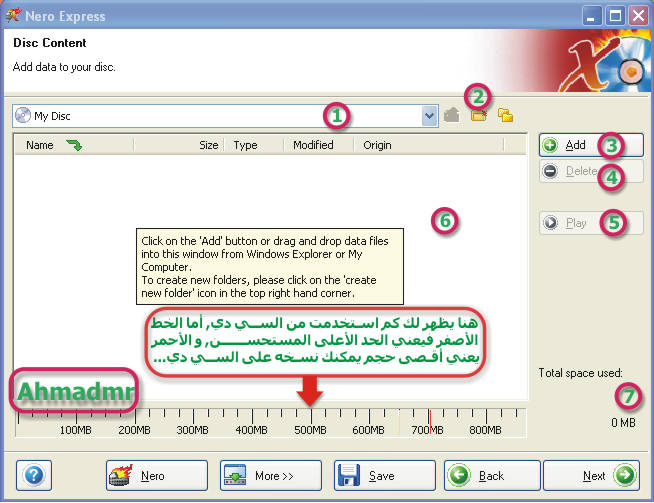 Nero Express
Disc Content
Add data to your disc.
My Disc
1
2
Name Size Type Modified Origin
Add 3
Delete 4
Play 5
6
Click on the 'Add' button or drag and drop data files
into this window from Windows Explorer or My
Computer.
To create new folders, please click on the 'create
new folder' icon in the top right hand corner.
هنا يظهر لك كم استخدمت من الســي دي, أما الخط
الأصفر فيعني الحد الأعلى المستحســـــن, و الأحمر
يعني أقـصى حجم يمكنك نسـخه على الســي دي...
Ahmadmr
Total space used:
7
0 MB
100MB 200MB 300MB 400MB 500MB 600MB 700MB 800MB
? Nero More >> Save Back Next